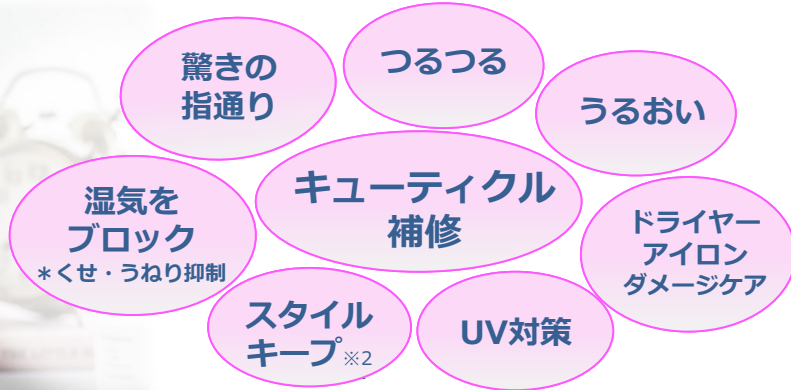 驚きの
指通り
つるつる
うるおい
キューティクル
補修
湿気を
ブロック
＊くせ・うねり抑制
ドライヤー
アイロン
ダメージケア
スタイル
キープ※2
UV対策